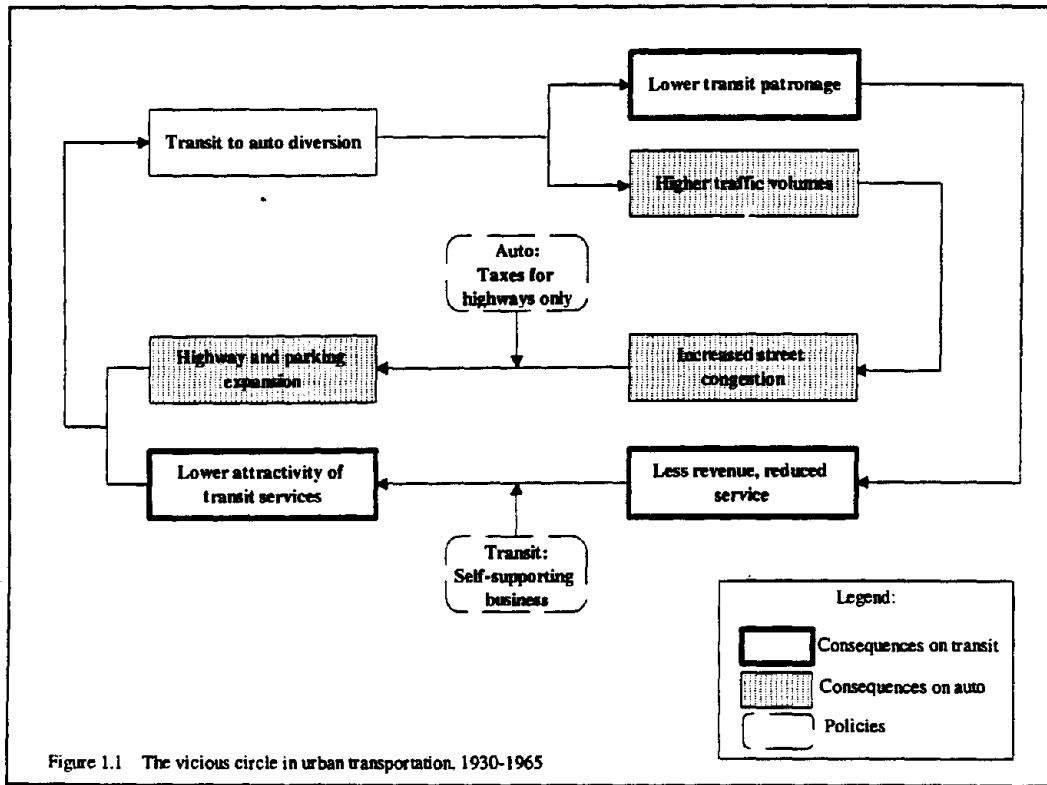 Lower transit patronage
Transit to auto diversion
Higher traffic volumes
Auto:
Taxes for
highways only
Highway and parking
expansion
Increased street
congestion
Lower attractivity of
transit services
Less revenue, reduced
service
Transit:
Self-supporting
business
Legend:
Consequences on transit
Consequences on auto
Policies
Figure 1.1 The vicious circle in urban transportation, 1930-1965